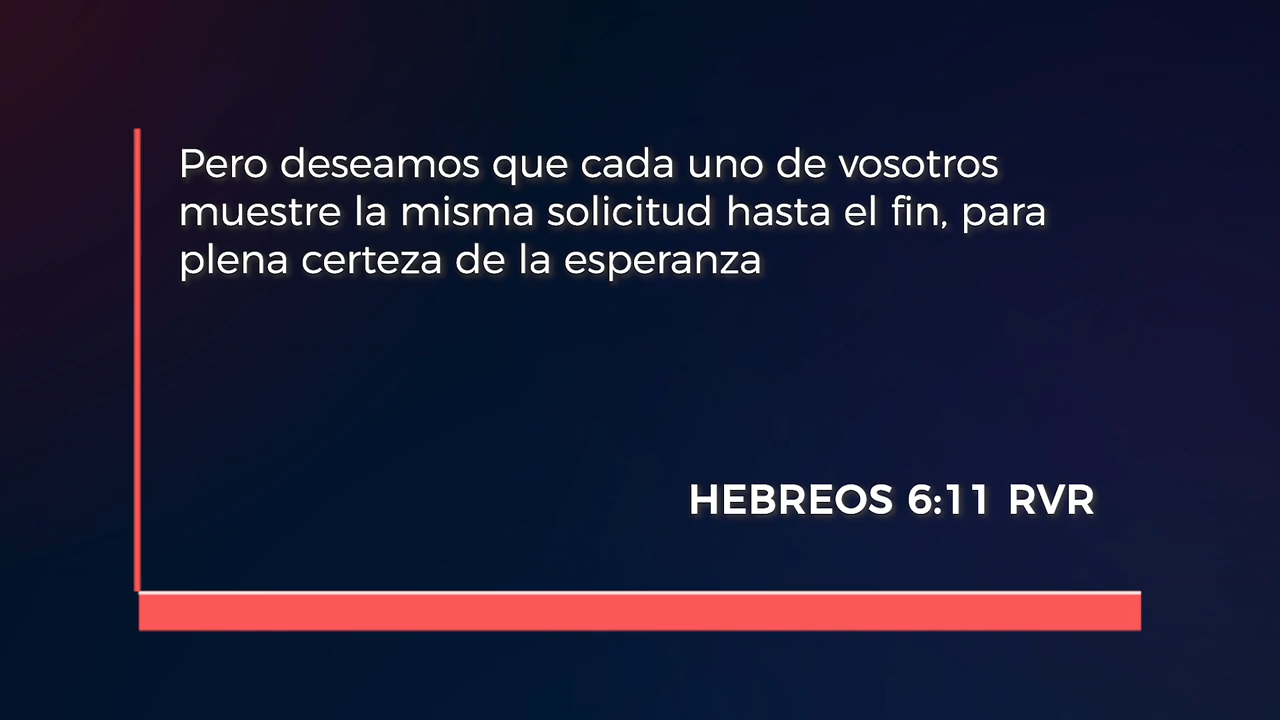 Pero deseamos que cada uno de vosotros
muestre la misma solicitud hasta el fin, para
plena certeza de la esperanza
HEBREOS 6:11 RVR